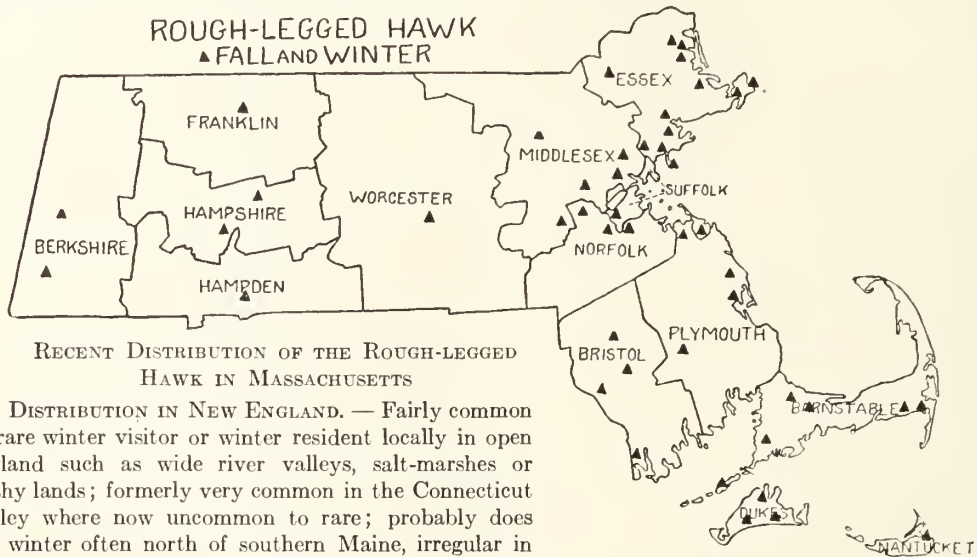 ROUGH-LEGGED HAWK
▲ FALL AND WINTER
ESSEX
FRANKLIN
MIDDLESEX
SUFFOLK
WORCESTER
HAMPSHIRE
BERKSHIRE
NORFOLK
HAMPDEN
PLYMOUTH
BRISTOL
BARNSTABLE
DUKES
NANTUCKET
RECENT DISTRIBUTION OF THE ROUGH-LEGGED
HAWK IN MASSACHUSETTS
DISTRIBUTION IN NEW ENGLAND. — Fairly common
rare winter visitor or winter resident locally in open
land such as wide river valleys, salt-marshes or
hy lands; formerly very common in the Connecticut
ley where now uncommon to rare; probably does
winter often north of southern Maine, irregular in